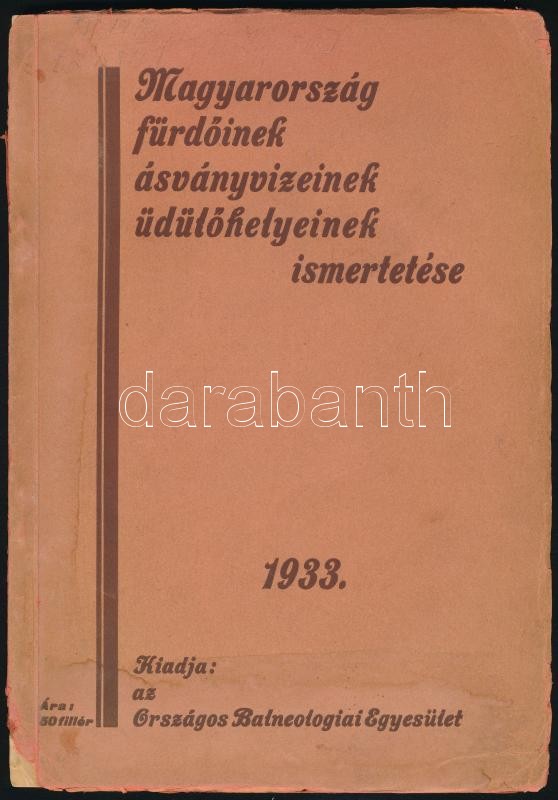 Magyarország
fürdőinek
ásványvizeinek
üdülőhelyeinek
ismertetése
darabanth
1933.
Kiadja:
az
Országos Balneologiai Egyesület
Ára:
50 fillér